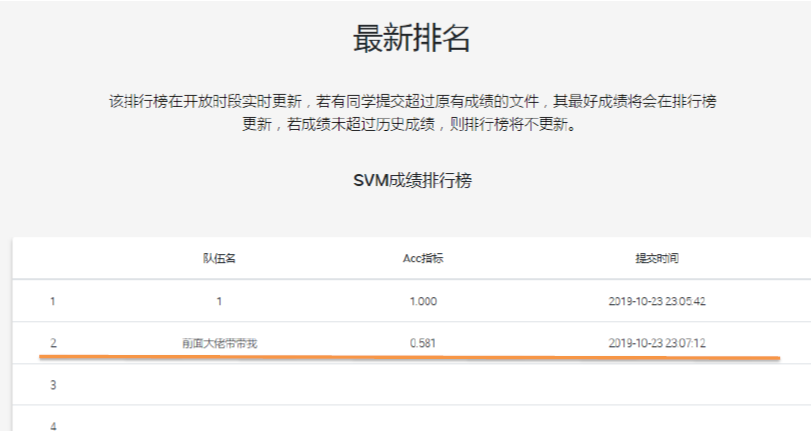 最新排名
该排行榜在开放时段实时更新，若有同学提交超过原有成绩的文件，其最好成绩将会在排行榜
更新，若成绩未超过历史成绩，则排行榜将不更新。
SVM成绩排行榜
队伍名 Acc指标 提交时间
1 1 1.000 2019-10-23 23:05:42
2 前面大佬带带我 0.581 2019-10-23 23:07:12
3
4